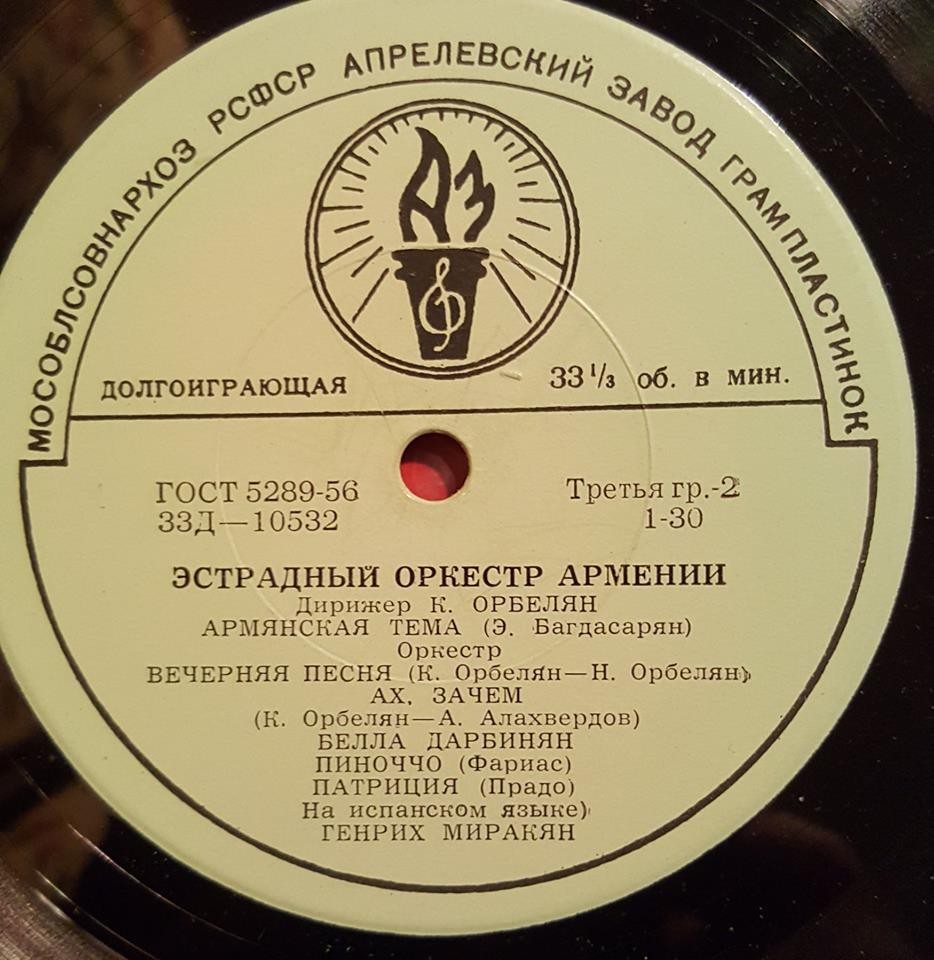 МОСОБЛСОВНАРХОЗ РСФСР АПРЕЛЕВСКИЙ ЗАВОД ГРАМПЛАСТИНОК
АЗ
ДОЛГОИГРАЮЩАЯ
33 1/3 об. в мин.
ГОСТ 5289-56
Третья гр.-2
33Д—10532
1-30
ЭСТРАДНЫЙ ОРКЕСТР АРМЕНИИ
Дирижер К. ОРБЕЛЯН
АРМЯНСКАЯ ТЕМА (Э. Багдасарян)
Оркестр
ВЕЧЕРНЯЯ ПЕСНЯ (К. Орбелян—Н. Орбелян)
АХ, ЗАЧЕМ
(К. Орбелян—А. Алахвердов)
БЕЛЛА ДАРБИНЯН
ПИНОЧЧО (Фариас)
ПАТРИЦИЯ (Прадо)
На испанском языке)
ГЕНРИХ МИРАКЯН